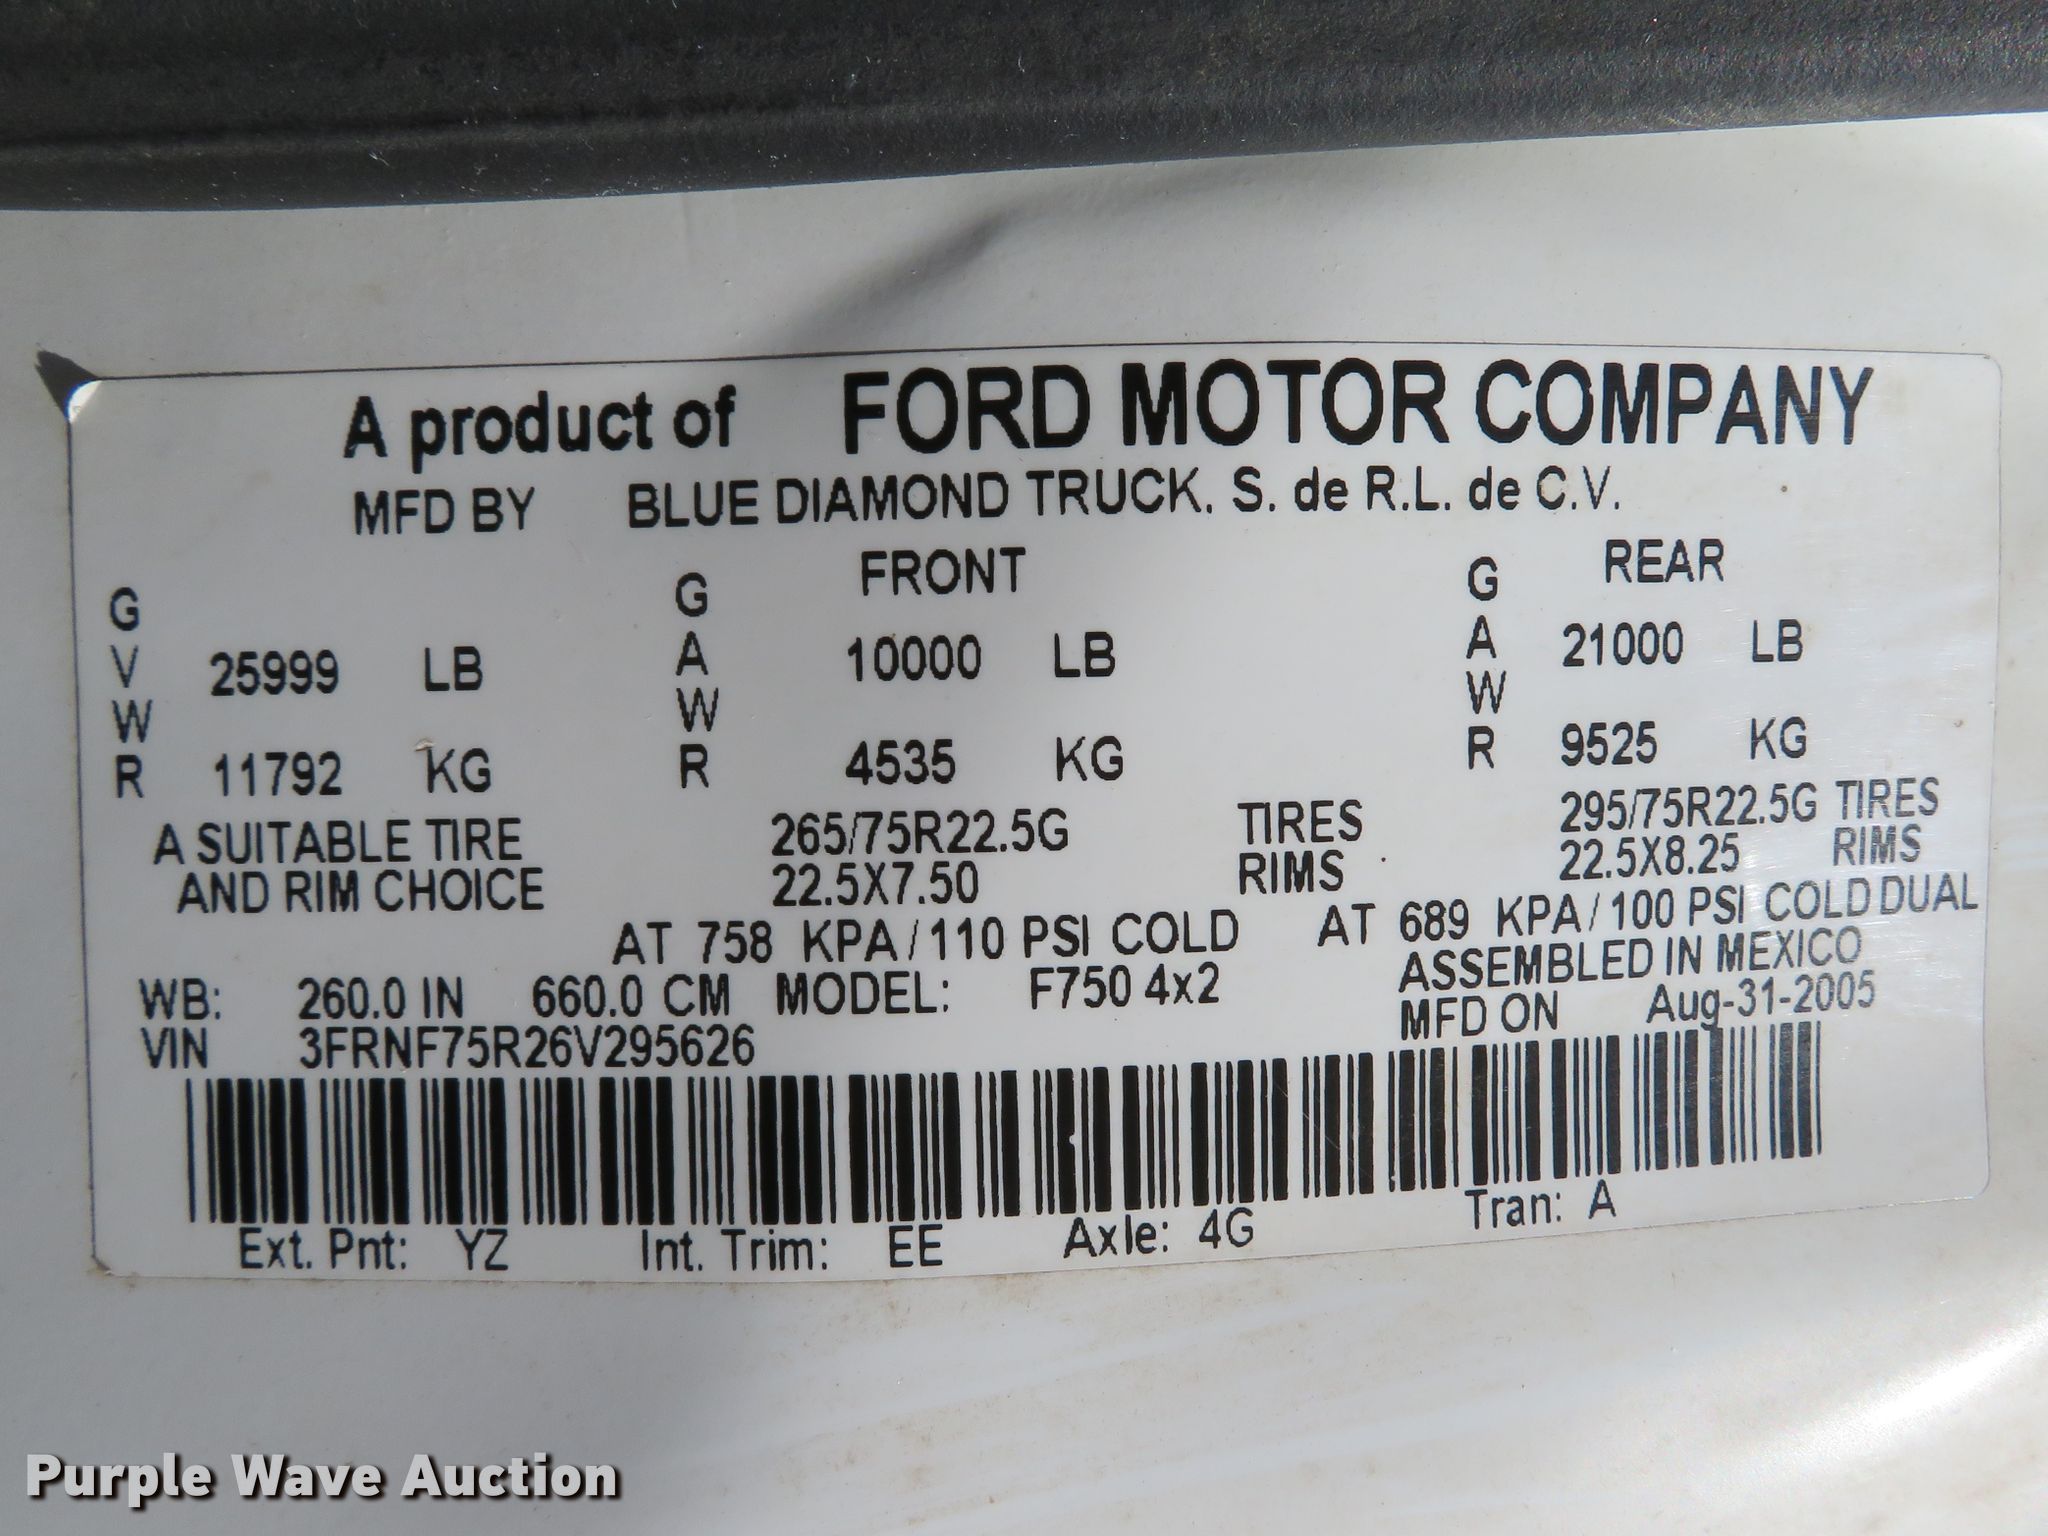 A product of FORD MOTOR COMPANY
MFD BY BLUE DIAMOND TRUCK. S. de R.L. de C.V.
FRONT REAR
GVWR 25999 LB GAWR 10000 LB GAWR 21000 LB
11792 KG 4535 KG 9525 KG
A SUITABLE TIRE 265/75R22.5G TIRES 295/75R22.5G TIRES
AND RIM CHOICE 22.5X7.50 RIMS 22.5X8.25 RIMS
AT 758 KPA/110 PSI COLD AT 689 KPA/100 PSI COLD DUAL
ASSEMBLED IN MEXICO
WB: 260.0 IN 660.0 CM MODEL: F750 4x2 MFD ON Aug-31-2005
VIN 3FRNF75R26V295626
Ext. Pnt: YZ Int. Trim: EE Axle: 4G Tran: A
Purple Wave Auction